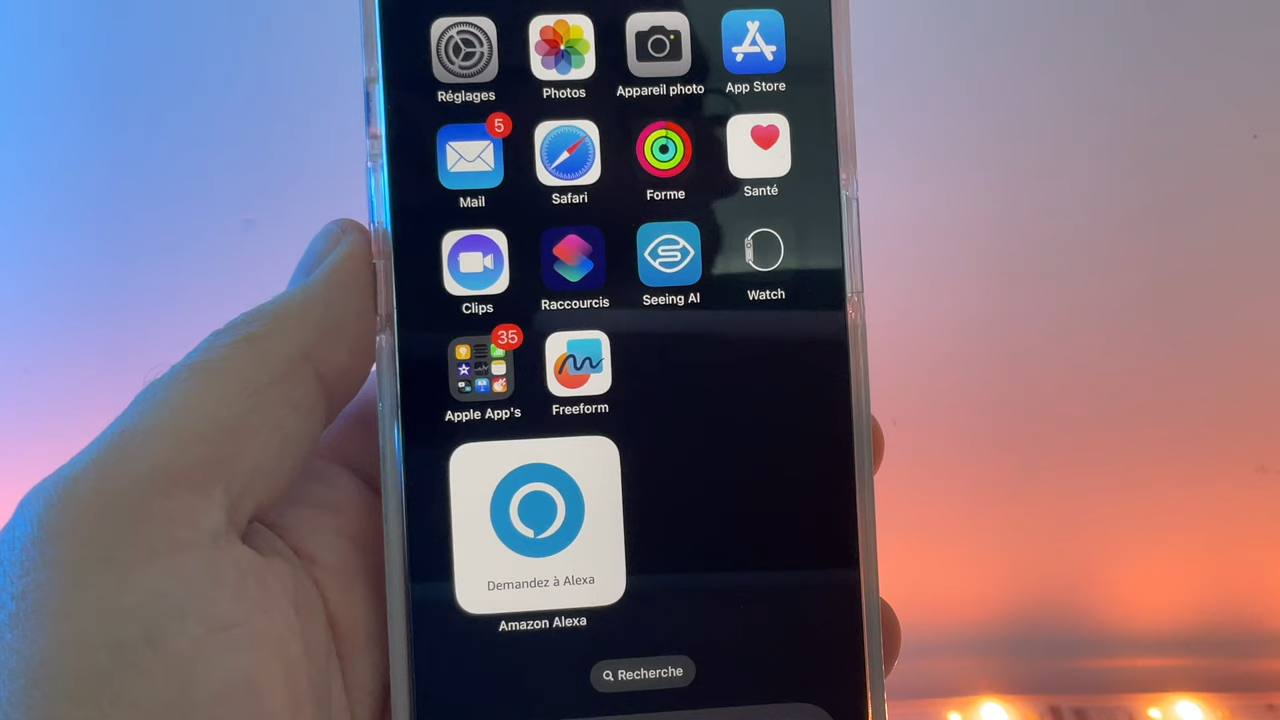 Réglages
Photos
Appareil photo
App Store
5
Mail
Safari
Forme
Santé
Clips
Raccourcis
Seeing AI
Watch
35
Apple App's
Freeform
Demandez à Alexa
Amazon Alexa
Recherche